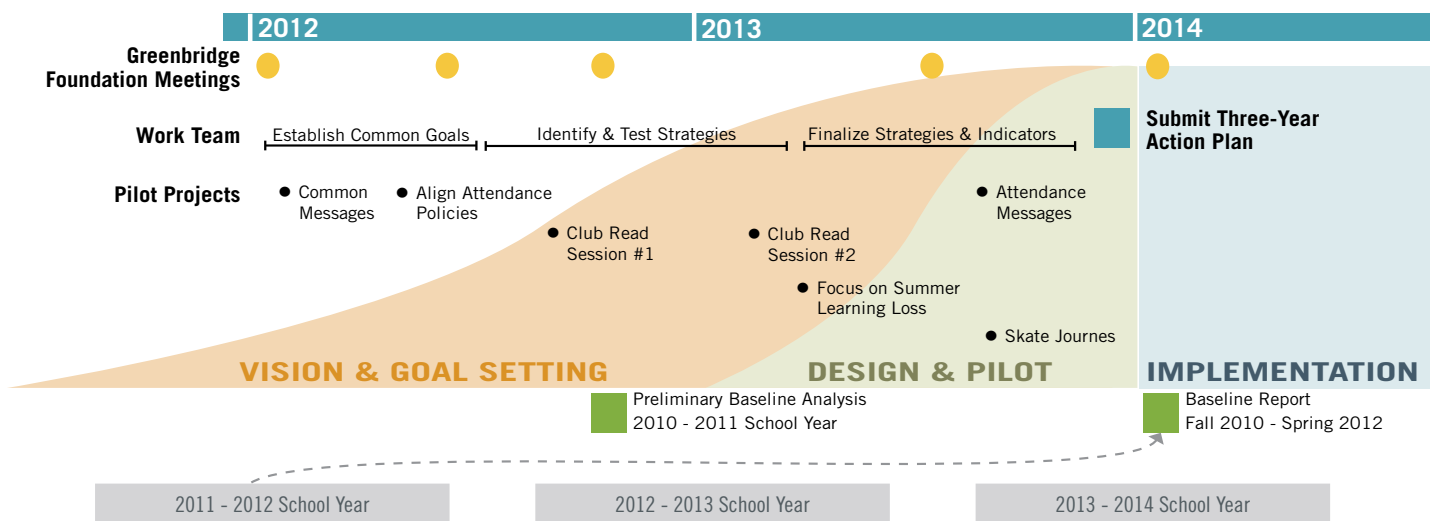 2012
2013
2014
Greenbridge
Foundation Meetings
Work Team
Establish Common Goals
Identify & Test Strategies
Finalize Strategies & Indicators
Submit Three-Year
Action Plan
Pilot Projects
Common
Messages
Align Attendance
Policies
Attendance
Messages
Club Read
Session #1
Club Read
Session #2
Focus on Summer
Learning Loss
Skate Journes
VISION & GOAL SETTING
DESIGN & PILOT
IMPLEMENTATION
Preliminary Baseline Analysis
2010 - 2011 School Year
Baseline Report
Fall 2010 - Spring 2012
2011 - 2012 School Year
2012 - 2013 School Year
2013 - 2014 School Year